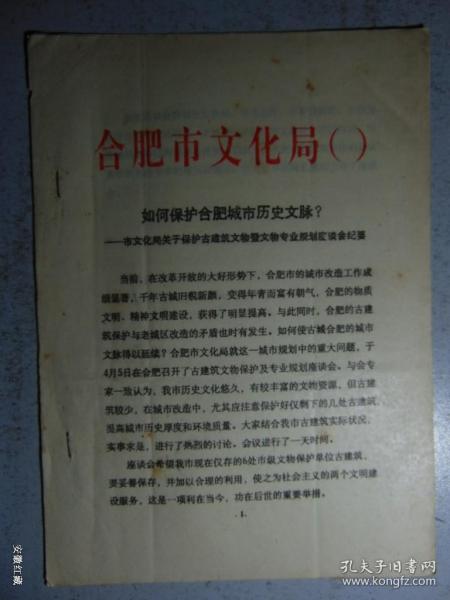 合肥市文化局( )
如何保护合肥城市历史文脉?
——市文化局关于保护古建筑文物暨文物专业规划座谈会纪要
当前，在改革开放的大好形势下，合肥市的城市改造工作成
绩显著，千年古城旧貌新颜，变得年青而富有朝气，合肥的物质
文明、精神文明建设，获得了明显提高。与此同时，合肥的古建
筑保护与老城区改造的矛盾也时有发生。如何使古城合肥的城市
文脉得以延续？合肥市文化局就这一城市规划中的重大问题，于
4月5日在合肥召开了古建筑文物保护及专业规划座谈会。与会专
家一致认为，我市历史文化悠久，有较丰富的文物资源，但古建
筑较少，在城市改造中，尤其应注意保护好仅剩下的几处古建筑，
提高城市历史厚度和环境质量。大家结合我市古建筑实际状况，
实事求是，进行了热烈的讨论。会议进行了一天时间。
座谈会希望我市现在仅存的6处市级文物保护单位古建筑，
要妥善保存，并加以合理的利用，使之为社会主义的两个文明建
设服务，这是一项利在当今，功在后世的重要举措。
·1·
安徽红藏
孔夫子旧书网
www.kongfz.com